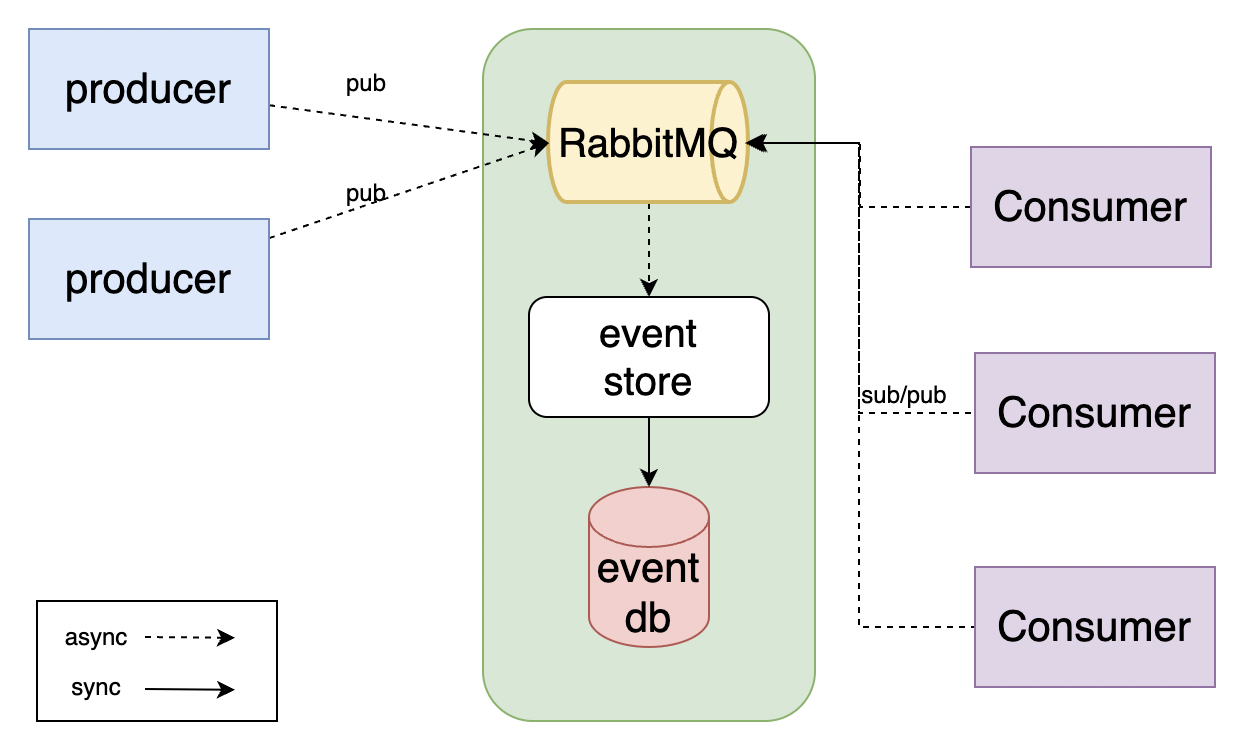 producer
pub
RabbitMQ
pub
producer
Consumer
event
store
sub/pub
Consumer
event
db
Consumer
async
sync